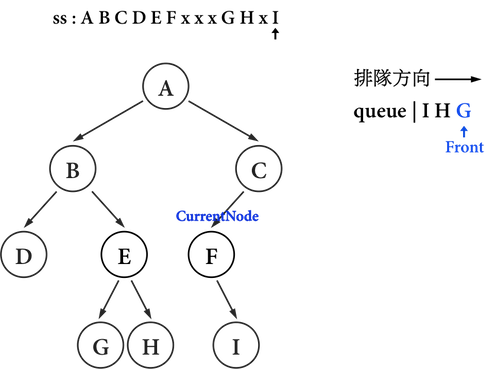 ss : A B C D E F x x x G H x I
排隊方向
queue | I H G
Front
A
B
C
CurrentNode
D
E
F
G
H
I